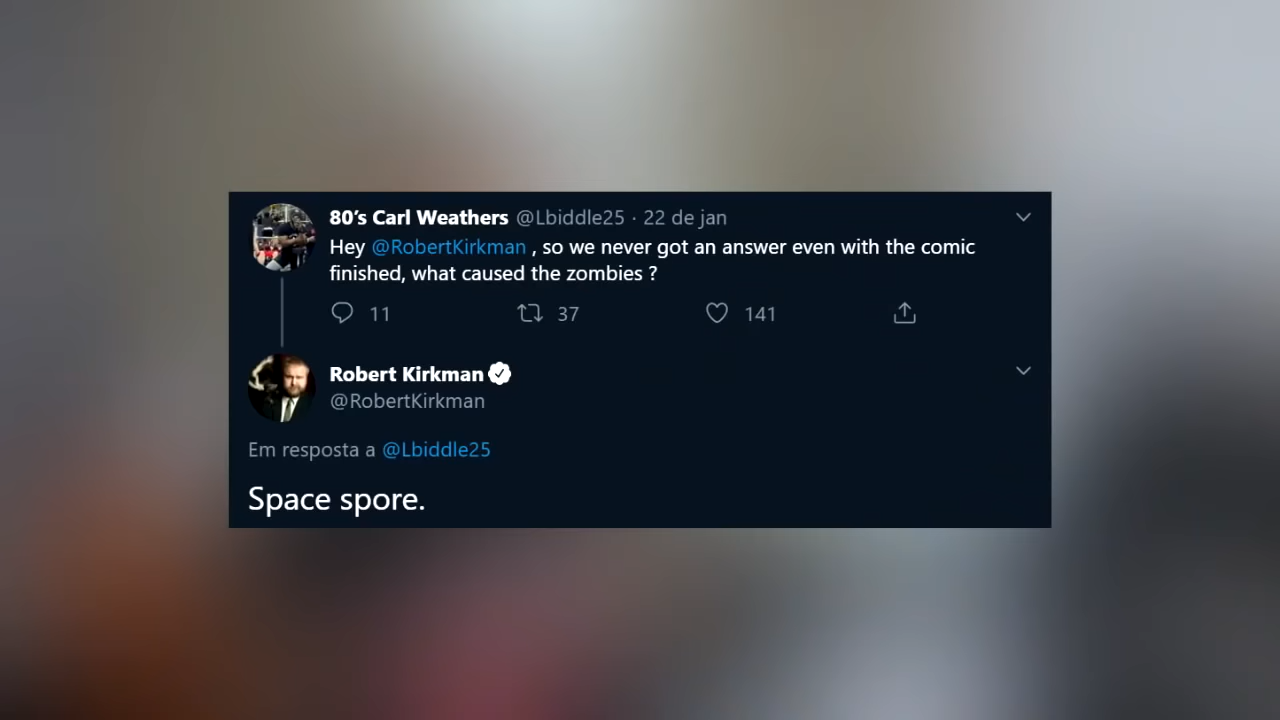 80's Carl Weathers @Lbiddle25 · 22 de jan
Hey @RobertKirkman , so we never got an answer even with the comic
finished, what caused the zombies ?
11 37 141
Robert Kirkman
@RobertKirkman
Em resposta a @Lbiddle25
Space spore.